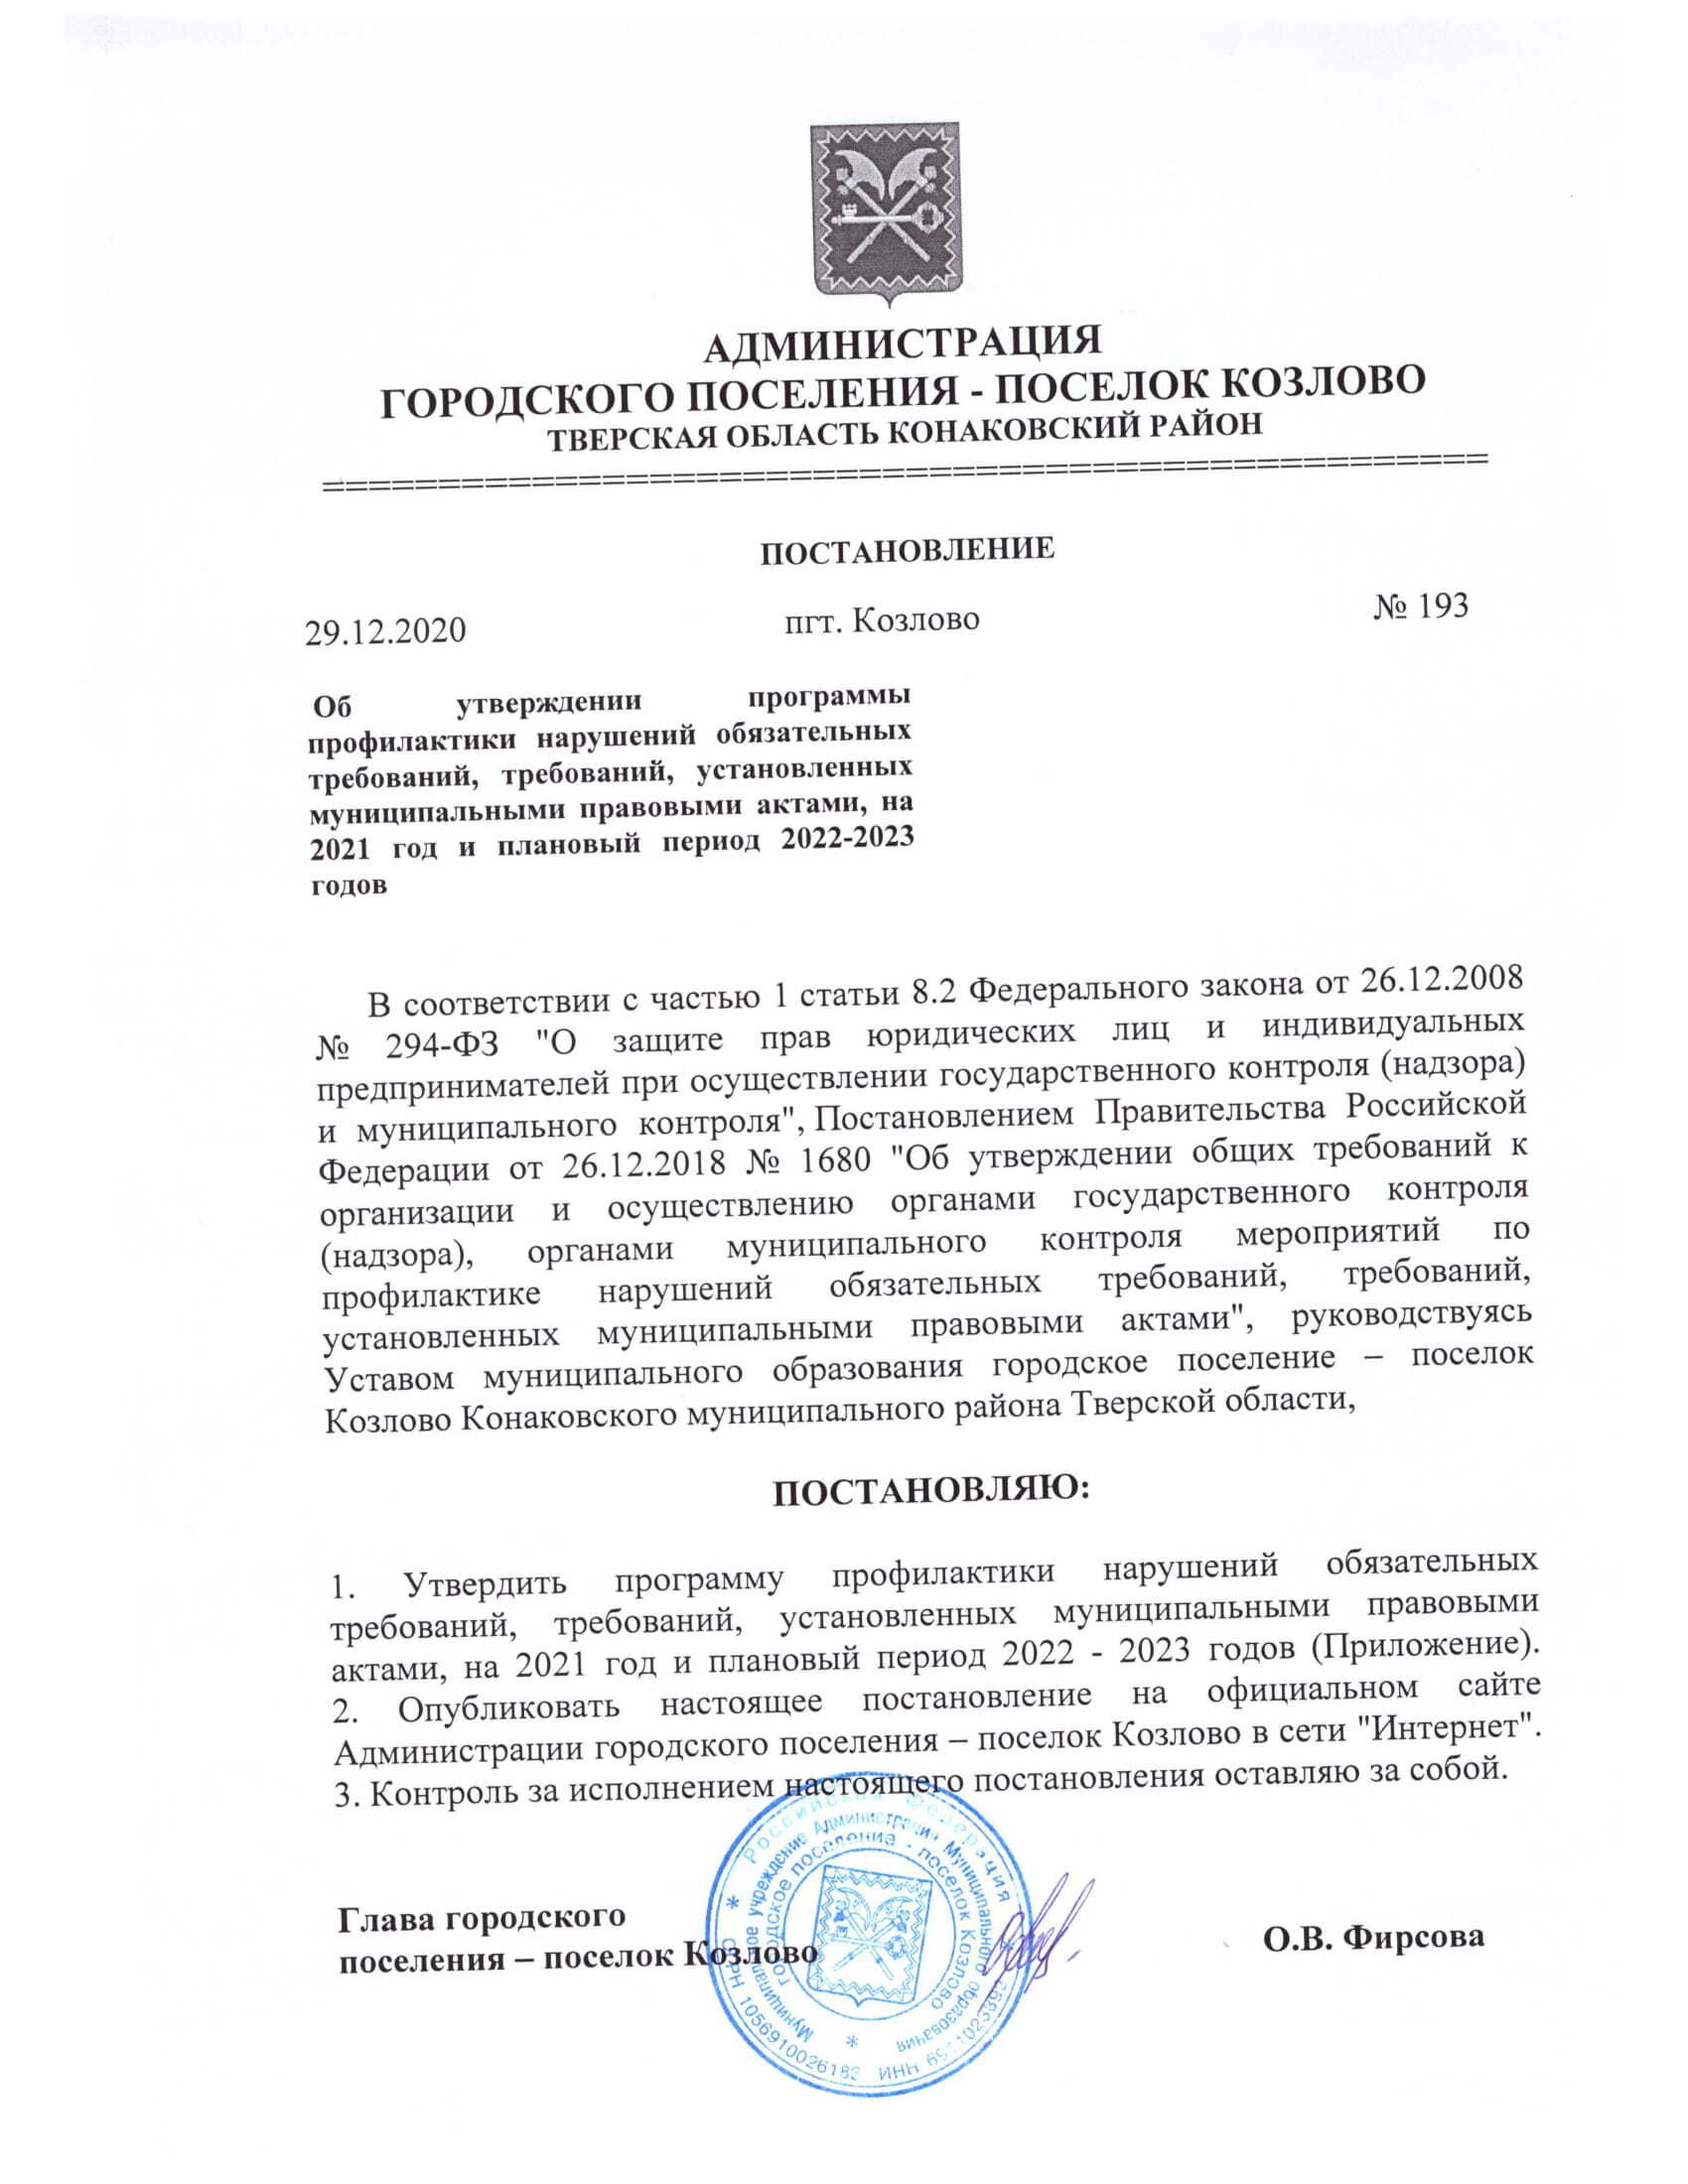 АДМИНИСТРАЦИЯ
ГОРОДСКОГО ПОСЕЛЕНИЯ - ПОСЕЛОК КОЗЛОВО
ТВЕРСКАЯ ОБЛАСТЬ КОНАКОВСКИЙ РАЙОН
==================================================
ПОСТАНОВЛЕНИЕ
29.12.2020 пгт. Козлово № 193
Об утверждении программы
профилактики нарушений обязательных
требований, требований, установленных
муниципальными правовыми актами, на
2021 год и плановый период 2022-2023
годов
В соответствии с частью 1 статьи 8.2 Федерального закона от 26.12.2008
№ 294-ФЗ "О защите прав юридических лиц и индивидуальных
предпринимателей при осуществлении государственного контроля (надзора)
и муниципального контроля", Постановлением Правительства Российской
Федерации от 26.12.2018 № 1680 "Об утверждении общих требований к
организации и осуществлению органами государственного контроля
(надзора), органами муниципального контроля мероприятий по
профилактике нарушений обязательных требований, требований,
установленных муниципальными правовыми актами", руководствуясь
Уставом муниципального образования городское поселение – поселок
Козлово Конаковского муниципального района Тверской области,
ПОСТАНОВЛЯЮ:
1. Утвердить программу профилактики нарушений обязательных
требований, требований, установленных муниципальными правовыми
актами, на 2021 год и плановый период 2022 - 2023 годов (Приложение).
2. Опубликовать настоящее постановление на официальном сайте
Администрации городского поселения – поселок Козлово в сети "Интернет".
3. Контроль за исполнением настоящего постановления оставляю за собой.
Глава городского
поселения – поселок Козлово О.В. Фирсова
* Российская Федерация
Муниципальное учреждение Администрация Муниципального образования *
городское поселение - поселок Козлово
ОГРН 1056910026183 ИНН